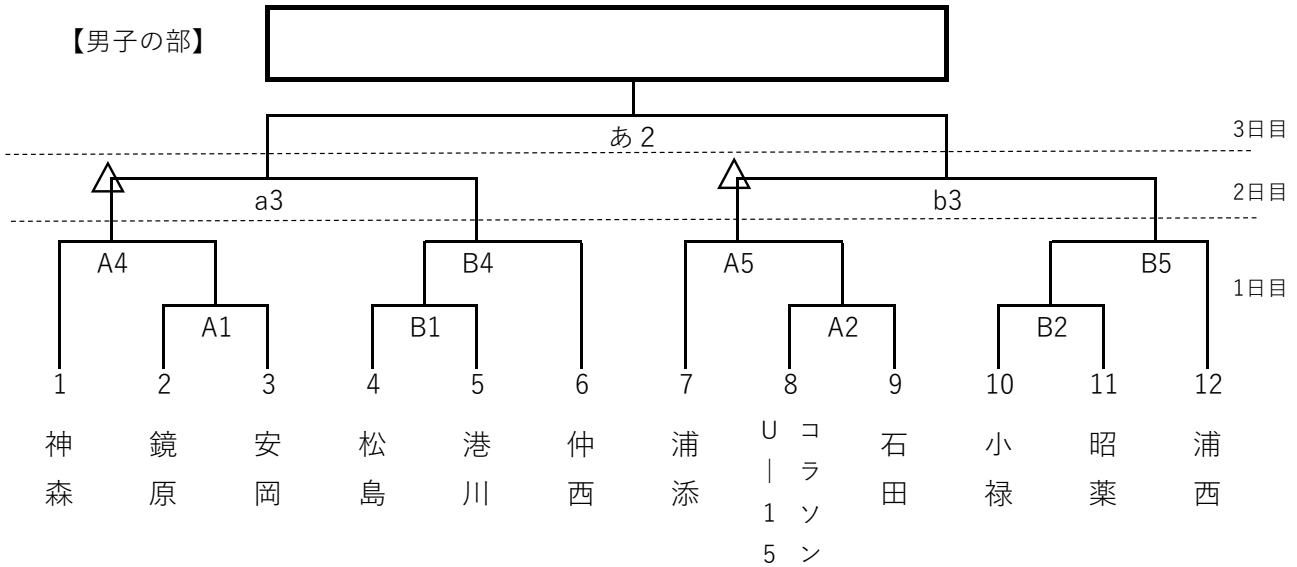 【男子の部】
あ2
3日目
a3
b3
2日目
A4
B4
A5
B5
1日目
A1
B1
A2
B2
1 2 3 4 5 6 7 8 9 10 11 12
神森
鏡原
安岡
松島
港川
仲西
浦添
コラソン
U|15
石田
小禄
昭薬
浦西